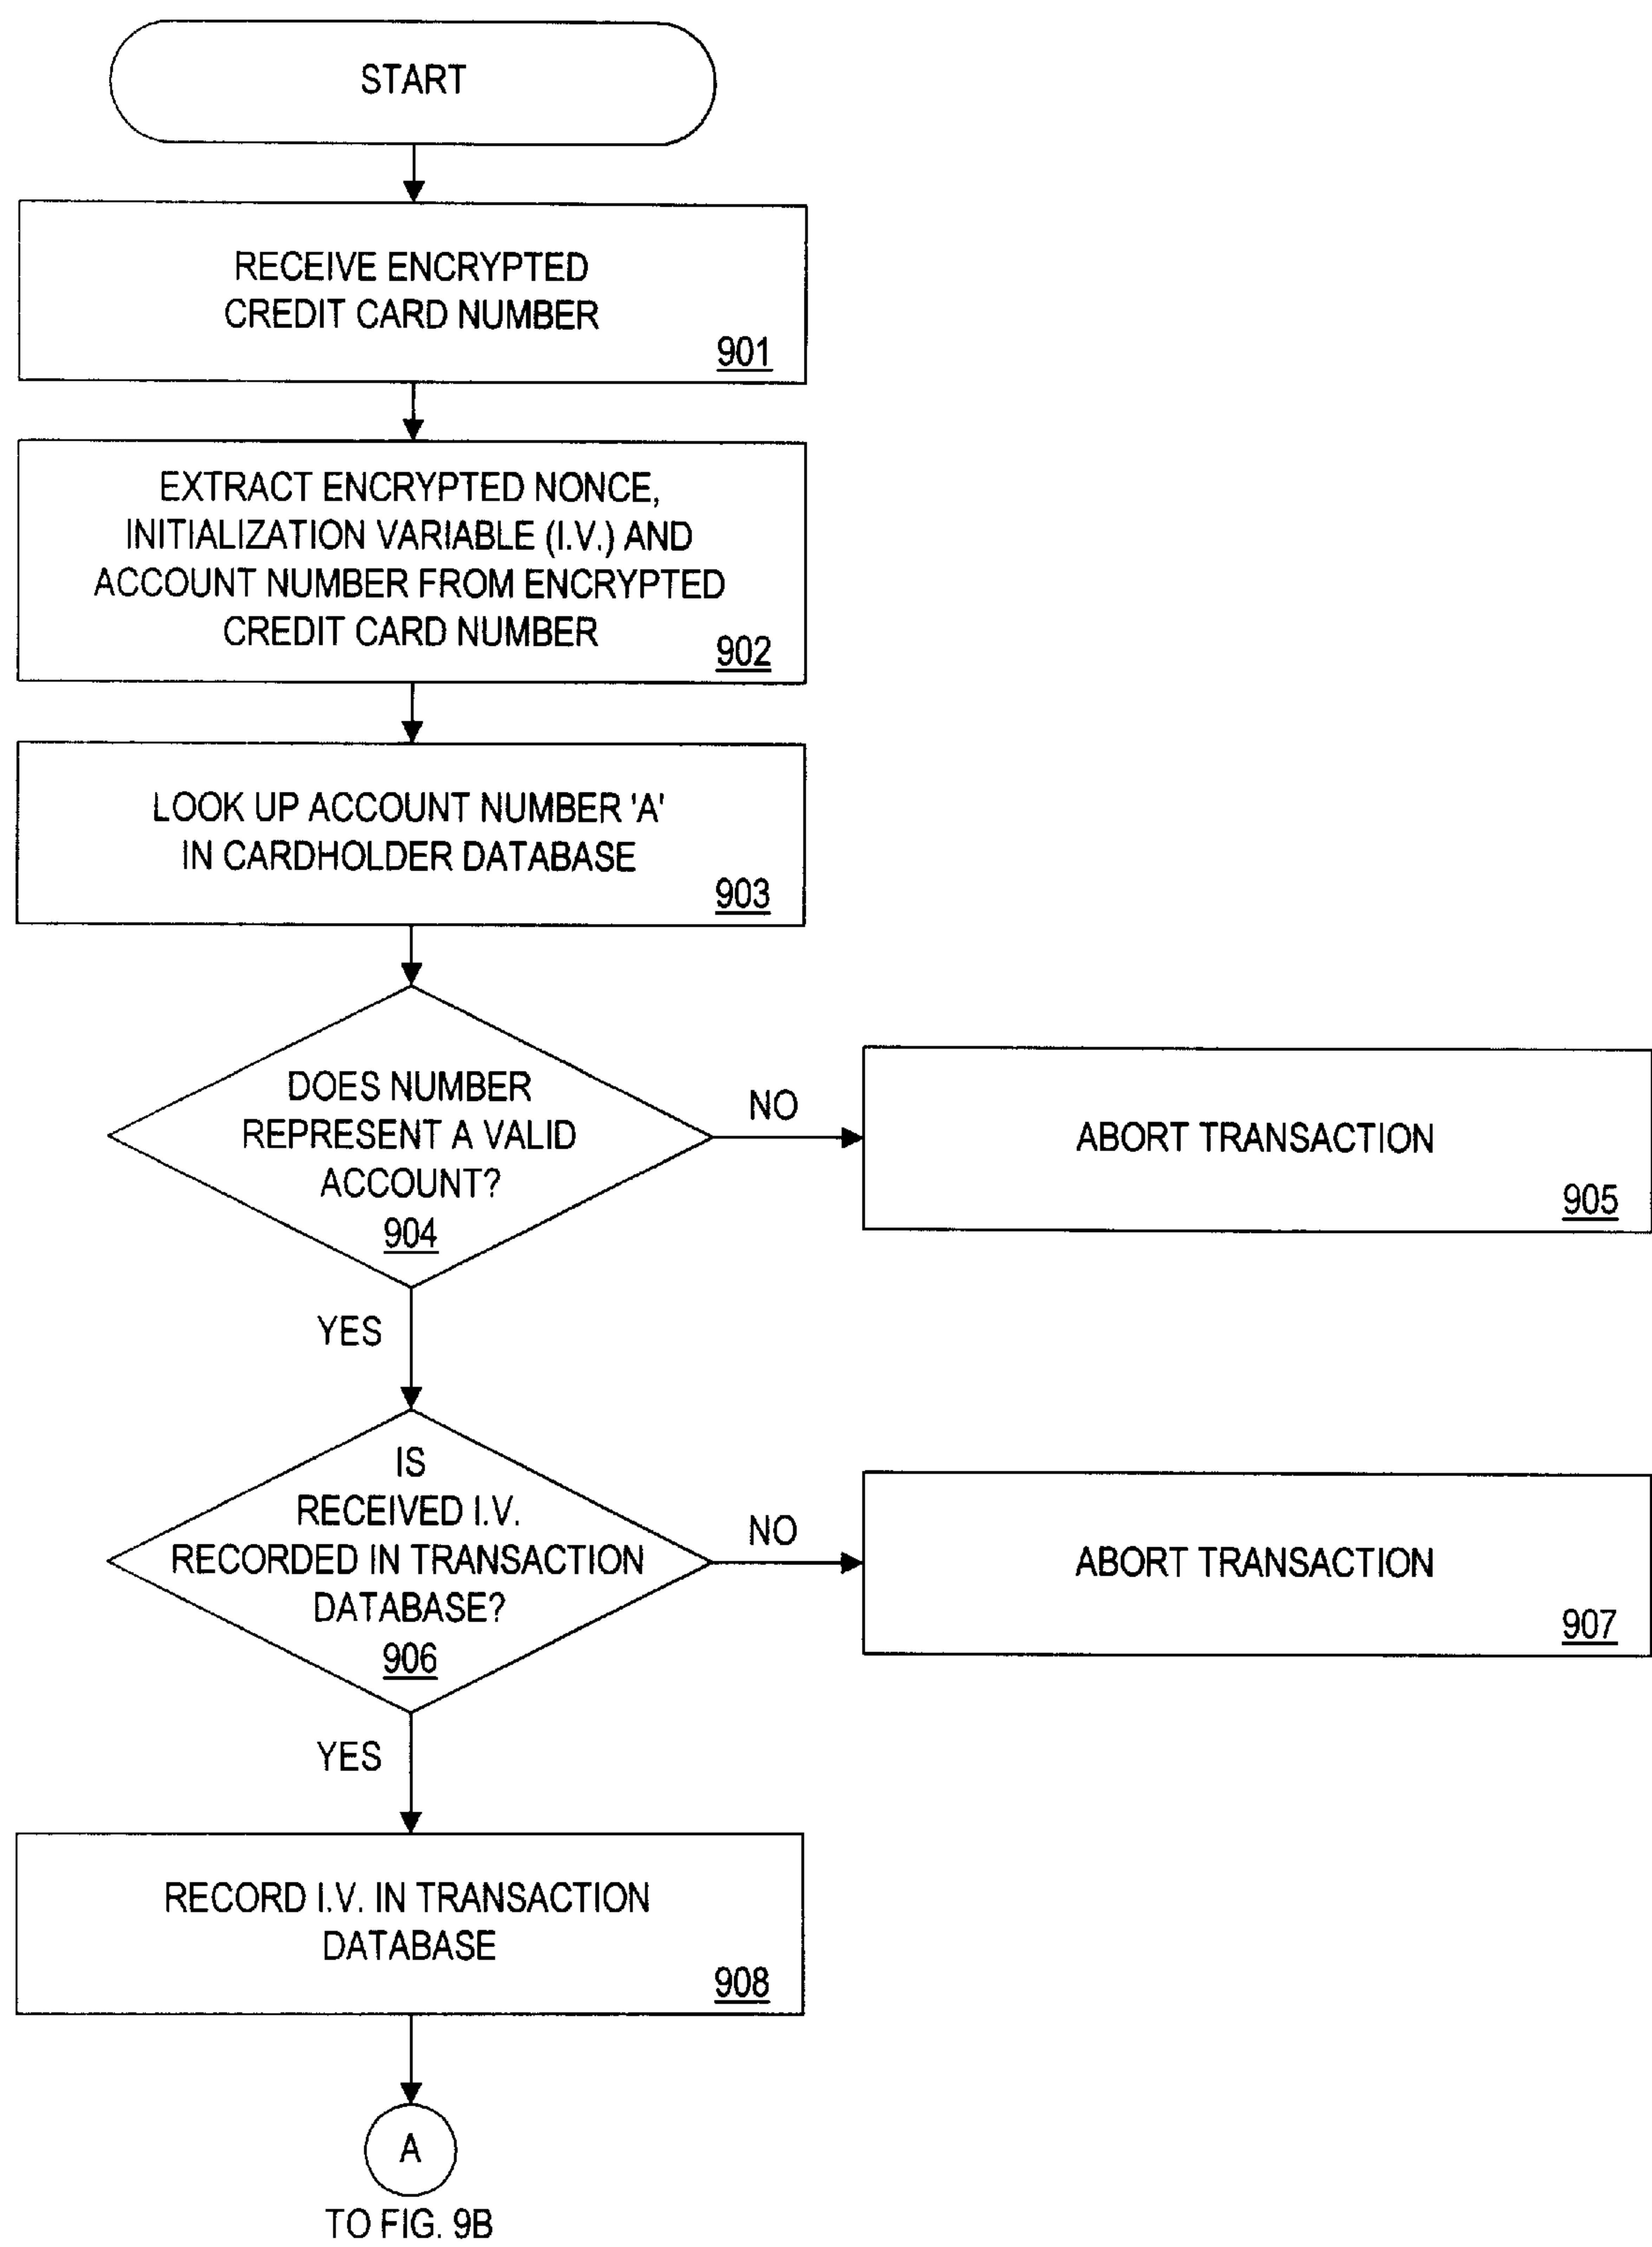 START
RECEIVE ENCRYPTED
CREDIT CARD NUMBER
901
EXTRACT ENCRYPTED NONCE,
INITIALIZATION VARIABLE (I.V.) AND
ACCOUNT NUMBER FROM ENCRYPTED
CREDIT CARD NUMBER
902
LOOK UP ACCOUNT NUMBER 'A'
IN CARDHOLDER DATABASE
903
DOES NUMBER
REPRESENT A VALID
ACCOUNT?
904
NO
ABORT TRANSACTION
905
YES
IS
RECEIVED I.V.
RECORDED IN TRANSACTION
DATABASE?
906
NO
ABORT TRANSACTION
907
YES
RECORD I.V. IN TRANSACTION
DATABASE
908
A
TO FIG. 9B